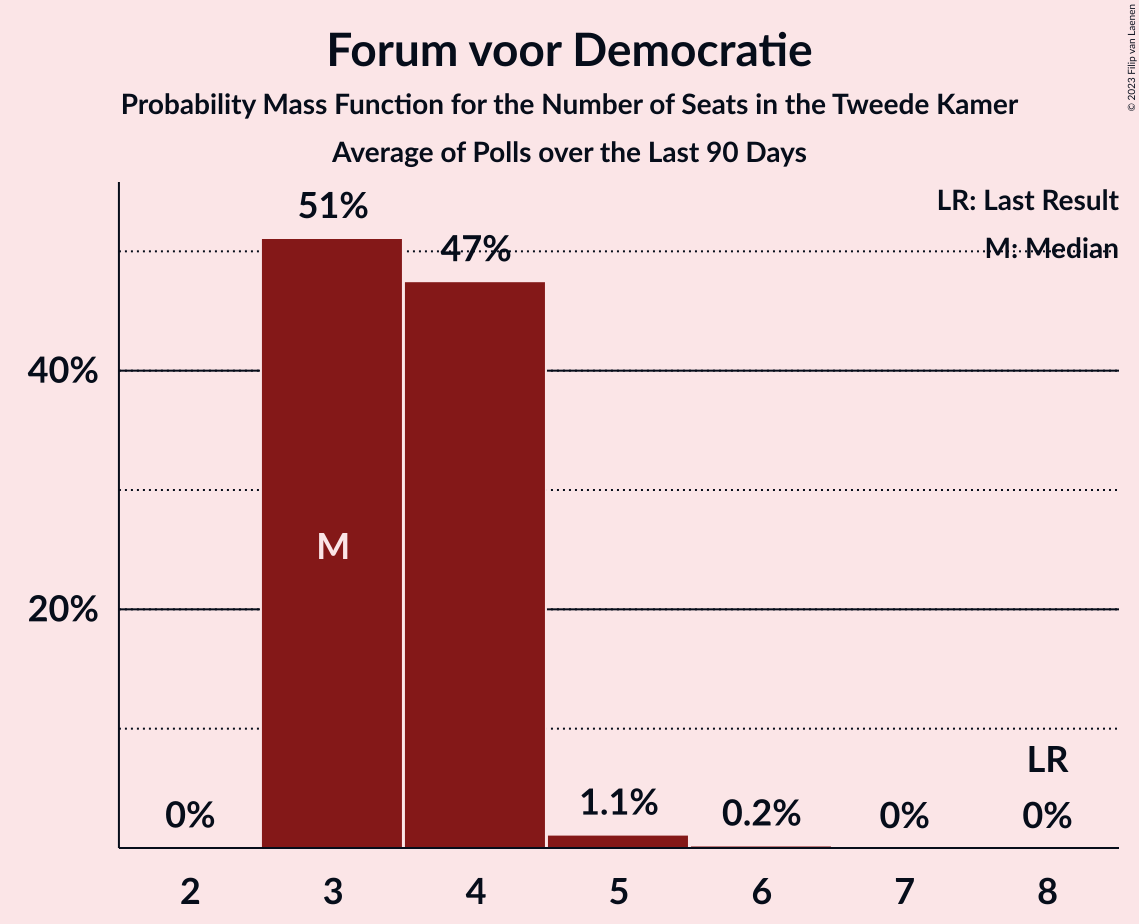 Forum voor Democratie
Probability Mass Function for the Number of Seats in the Tweede Kamer
Average of Polls over the Last 90 Days
© 2023 Filip van Laenen
LR: Last Result
M: Median
51%
47%
40%
M
20%
LR
0%
1.1%
0.2%
0%
0%
2
3
4
5
6
7
8